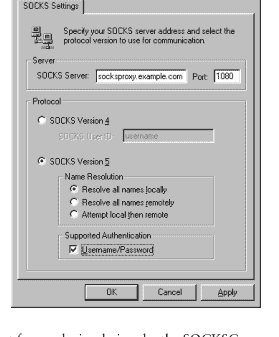 SOCKS Settings
Specify your SOCKS server address and select the
protocol version to use for communication.
Server
SOCKS Server: socksproxy.example.com Port: 1080
Protocol
SOCKS Version 4
SOCKS User ID: username
SOCKS Version 5
Name Resolution
Resolve all names locally
Resolve all names remotely
Attempt local then remote
Supported Authentication
Username/Password
OK Cancel Apply